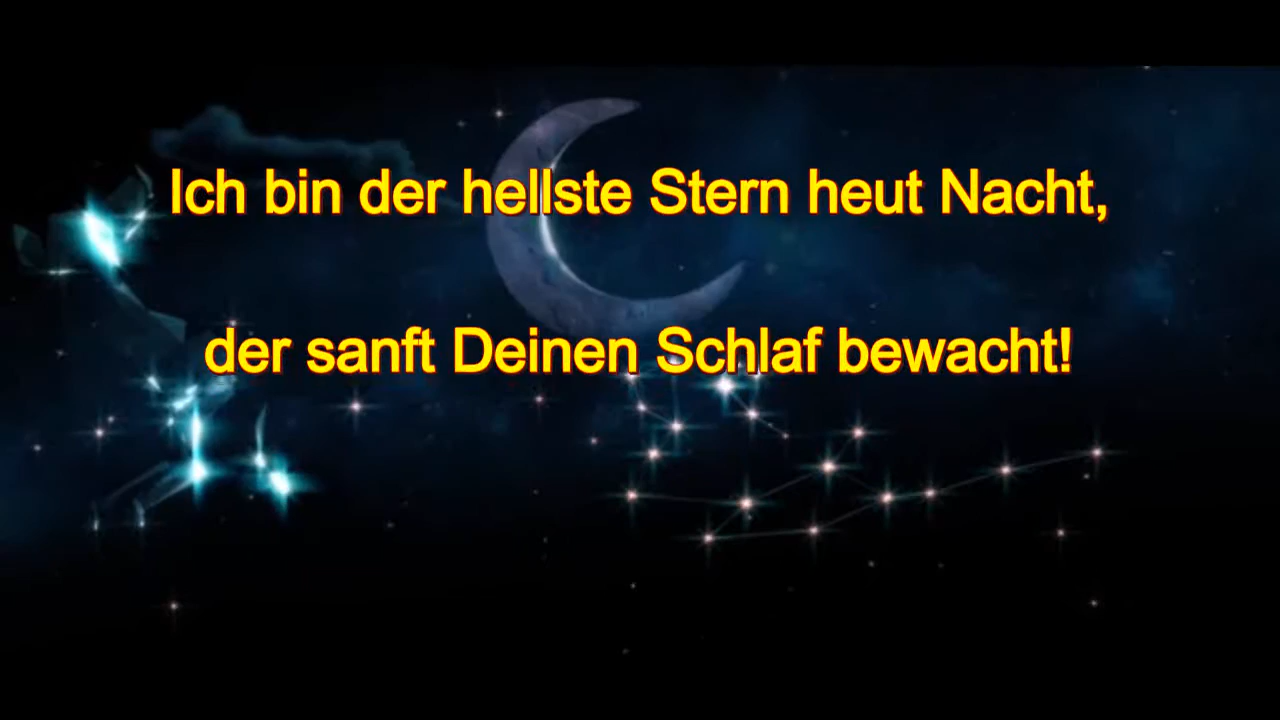 Ich bin der hellste Stern heut Nacht,
der sanft Deinen Schlaf bewacht!